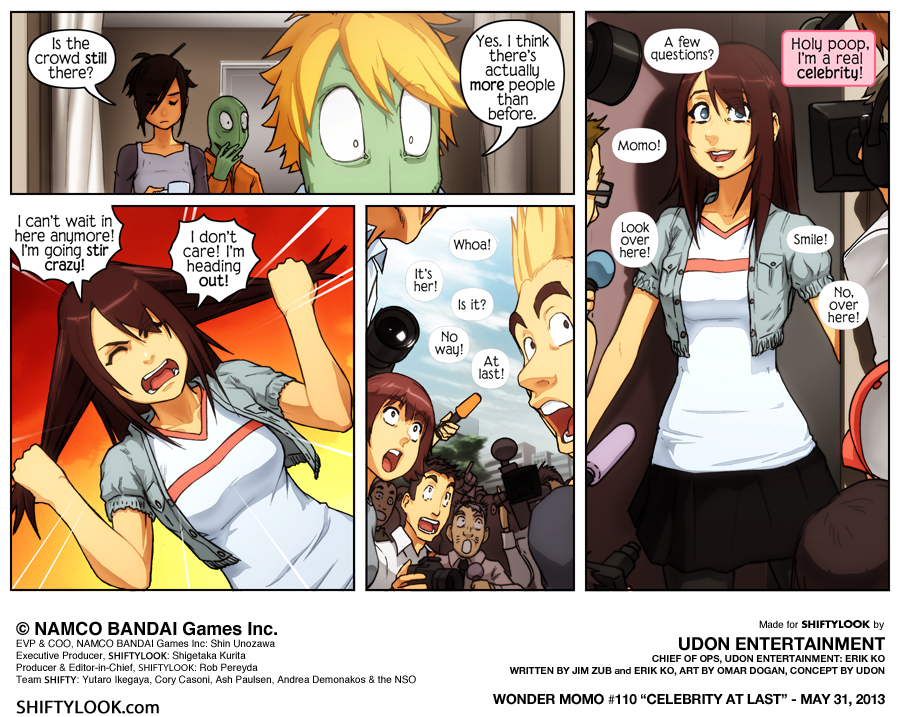 Is the
crowd still
there?
Yes. I think
there's
actually
more people
than
before.
I can't wait in
here anymore!
I'm going stir
crazy!
I don't
care! I'm
heading
out!
Whoa!
It's
her!
Is it?
No
way!
At
last!
A few
questions?
Holy poop,
I'm a real
celebrity!
Momo!
Look
over
here!
Smile!
No,
over
here!
© NAMCO BANDAI Games Inc.
EVP & COO, NAMCO BANDAI Games Inc: Shin Unozawa
Executive Producer, SHIFTYLOOK: Shigetaka Kurita
Producer & Editor-in-Chief, SHIFTYLOOK: Rob Pereyda
Team SHIFTY: Yutaro Ikegaya, Cory Casoni, Ash Paulsen, Andrea Demonakos & the NSO
SHIFTYLOOK.com
Made for SHIFTYLOOK by
UDON ENTERTAINMENT
CHIEF OF OPS, UDON ENTERTAINMENT: ERIK KO
WRITTEN BY JIM ZUB and ERIK KO, ART BY OMAR DOGAN, CONCEPT BY UDON
WONDER MOMO #110 “CELEBRITY AT LAST” - MAY 31, 2013